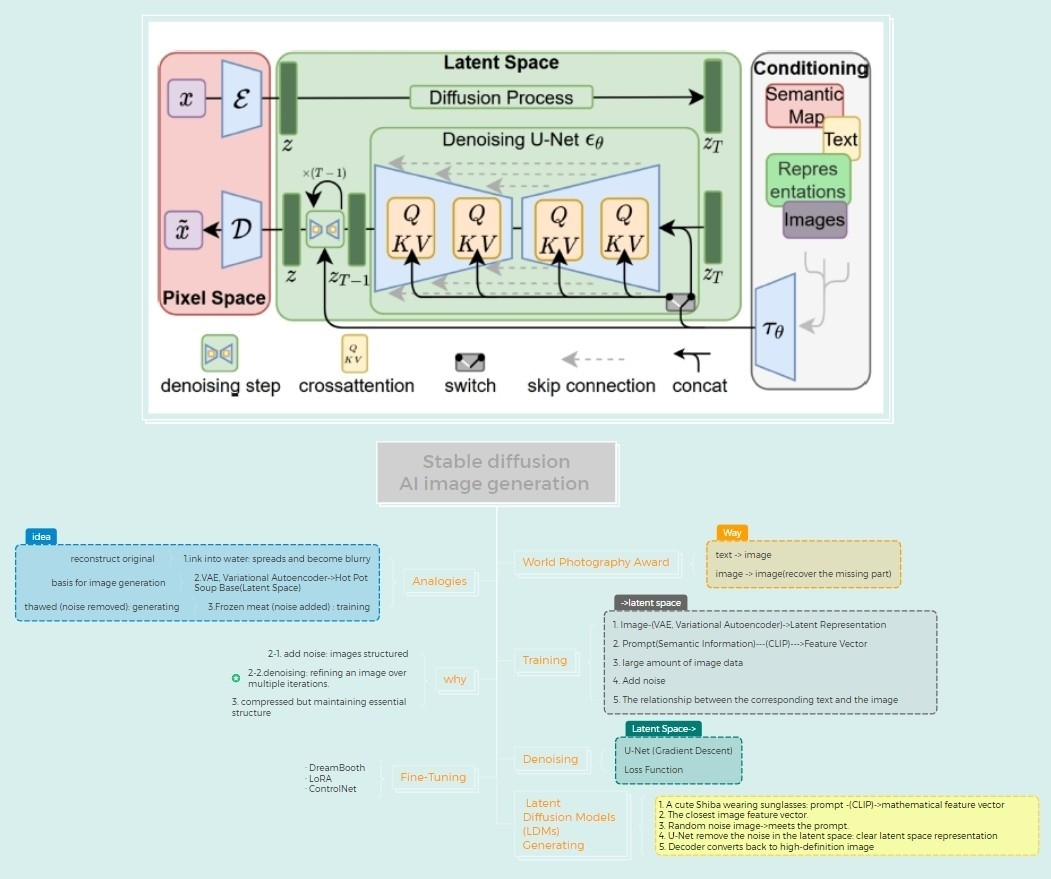 Latent Space
Conditioning
x
ℰ
Diffusion Process
z
z_T
Semantic
Map
Text
Repres
entations
Images
Denoising U-Net ϵ_θ
×(T − 1)
Q
K V
Q
K V
Q
K V
Q
K V
x̃
𝒟
z
z_{T−1}
z_T
Pixel Space
τ_θ
Q
K V
denoising step
crossattention
switch
skip connection
concat
Stable diffusion
AI image generation
idea
reconstruct original
1.ink into water: spreads and become blurry
basis for image generation
2.VAE, Variational Autoencoder->Hot Pot
Soup Base(Latent Space)
thawed (noise removed): generating
3.Frozen meat (noise added) : training
Analogies
2-1. add noise: images structured
2-2.denoising: refining an image over
multiple iterations.
3. compressed but maintaining essential
structure
why
· DreamBooth
· LoRA
· ControlNet
Fine-Tuning
World Photography Award
Way
text -> image
image -> image(recover the missing part)
Training
->latent space
1. Image-(VAE, Variational Autoencoder)->Latent Representation
2. Prompt(Semantic Information)---(CLIP)--->Feature Vector
3. large amount of image data
4. Add noise
5. The relationship between the corresponding text and the image
Denoising
Latent Space->
U-Net (Gradient Descent)
Loss Function
Latent
Diffusion Models
(LDMs)
Generating
1. A cute Shiba wearing sunglasses: prompt -(CLIP)->mathematical feature vector
2. The closest image feature vector.
3. Random noise image->meets the prompt.
4. U-Net remove the noise in the latent space: clear latent space representation
5. Decoder converts back to high-definition image